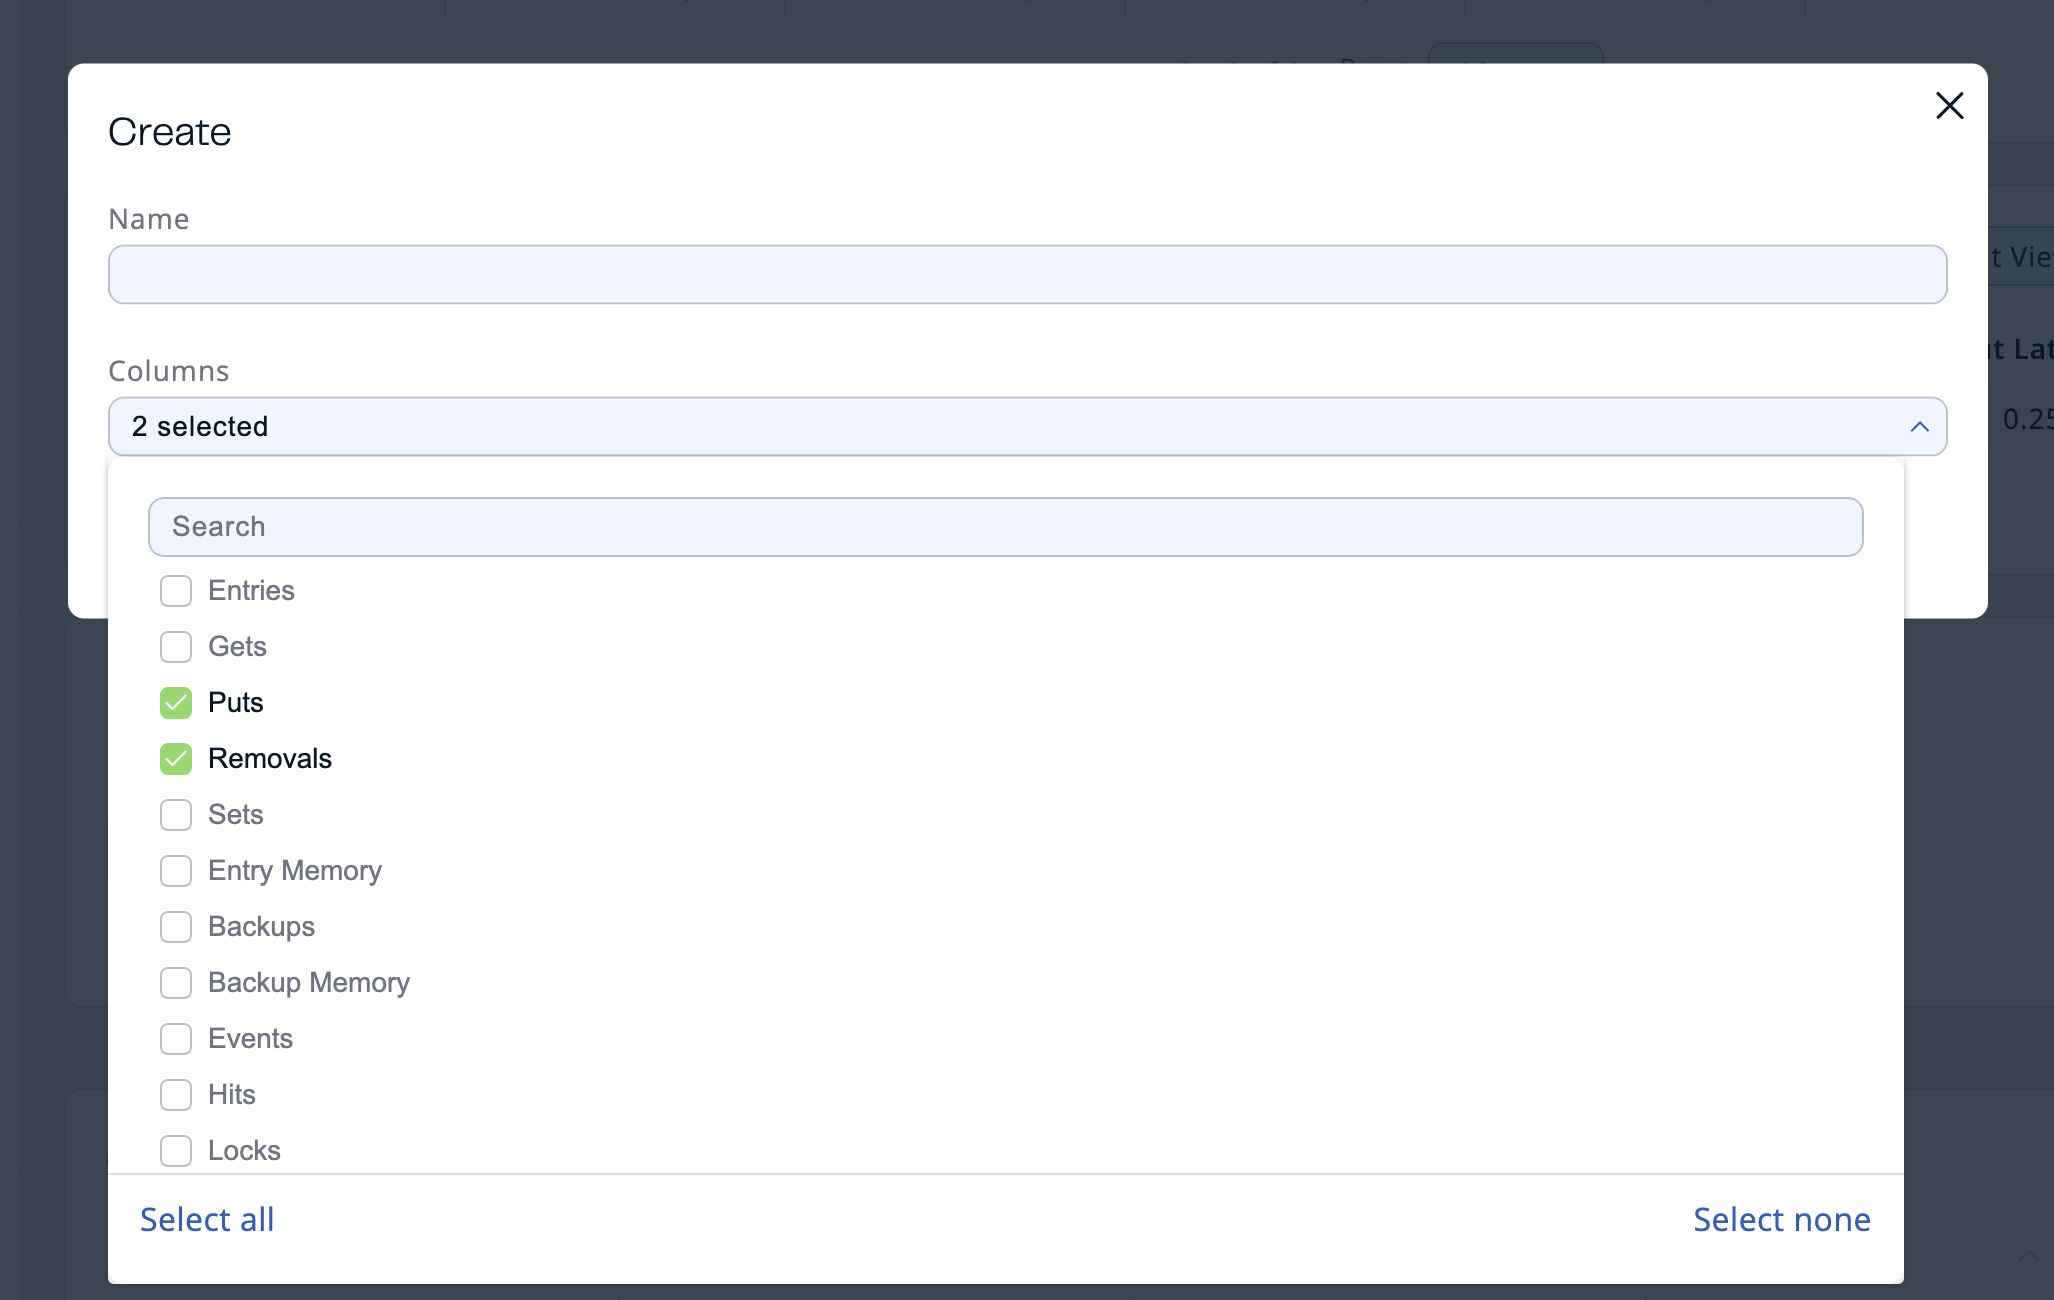 Create
Name
t Vie
t Lat
Columns
2 selected
0.25
Search
Entries
Gets
Puts
Removals
Sets
Entry Memory
Backups
Backup Memory
Events
Hits
Locks
Select all
Select none